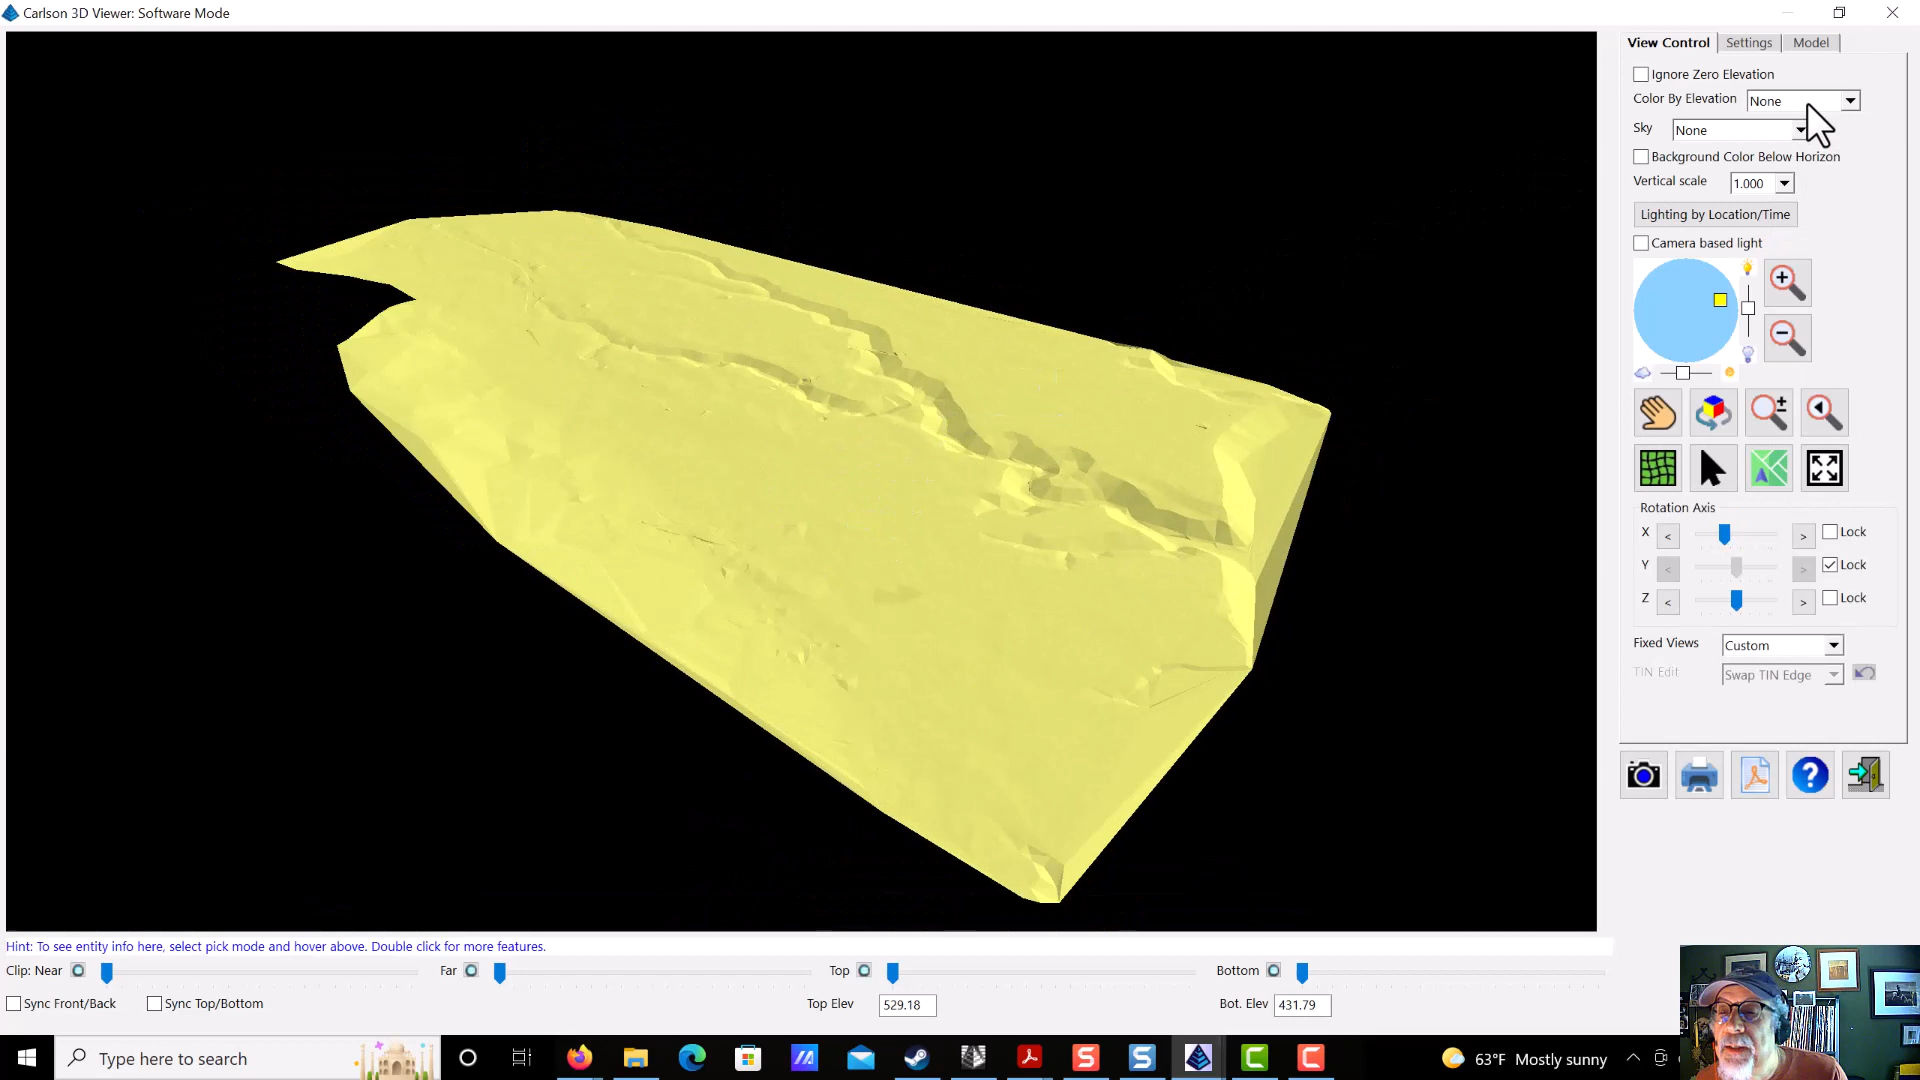 Carlson 3D Viewer: Software Mode
View Control Settings Model
Ignore Zero Elevation
Color By Elevation None
Sky None
Background Color Below Horizon
Vertical scale 1.000
Lighting by Location/Time
Camera based light
Rotation Axis
X < > Lock
Y < > Lock
Z < > Lock
Fixed Views Custom
TIN Edit Swap TIN Edge
Hint: To see entity info here, select pick mode and hover above. Double click for more features.
Clip: Near Far Top Bottom
Sync Front/Back Sync Top/Bottom Top Elev 529.18 Bot. Elev 431.79
Type here to search 63°F Mostly sunny